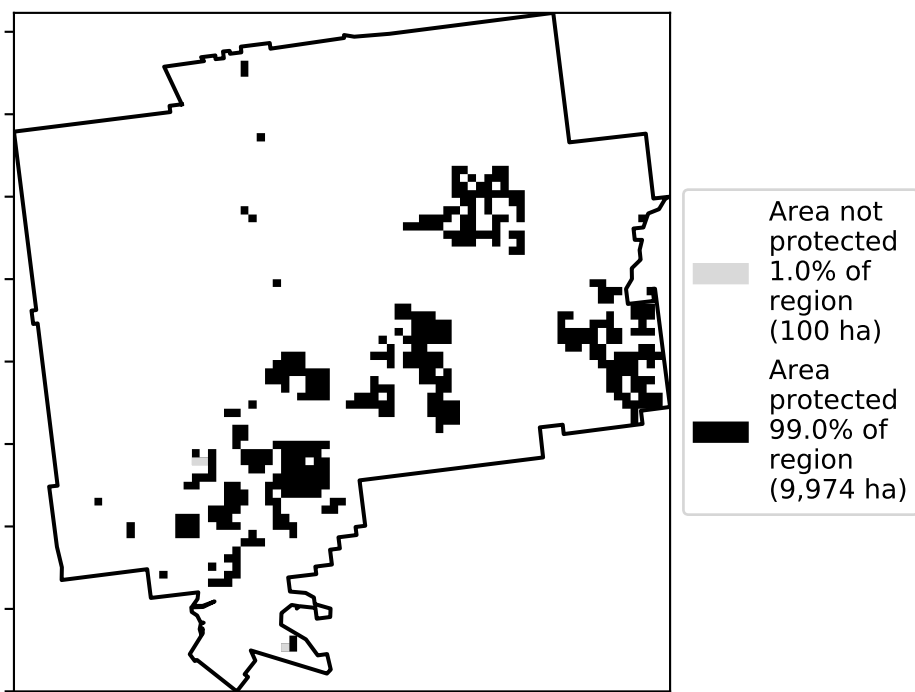 Area not
protected
1.0% of
region
(100 ha)
Area
protected
99.0% of
region
(9,974 ha)